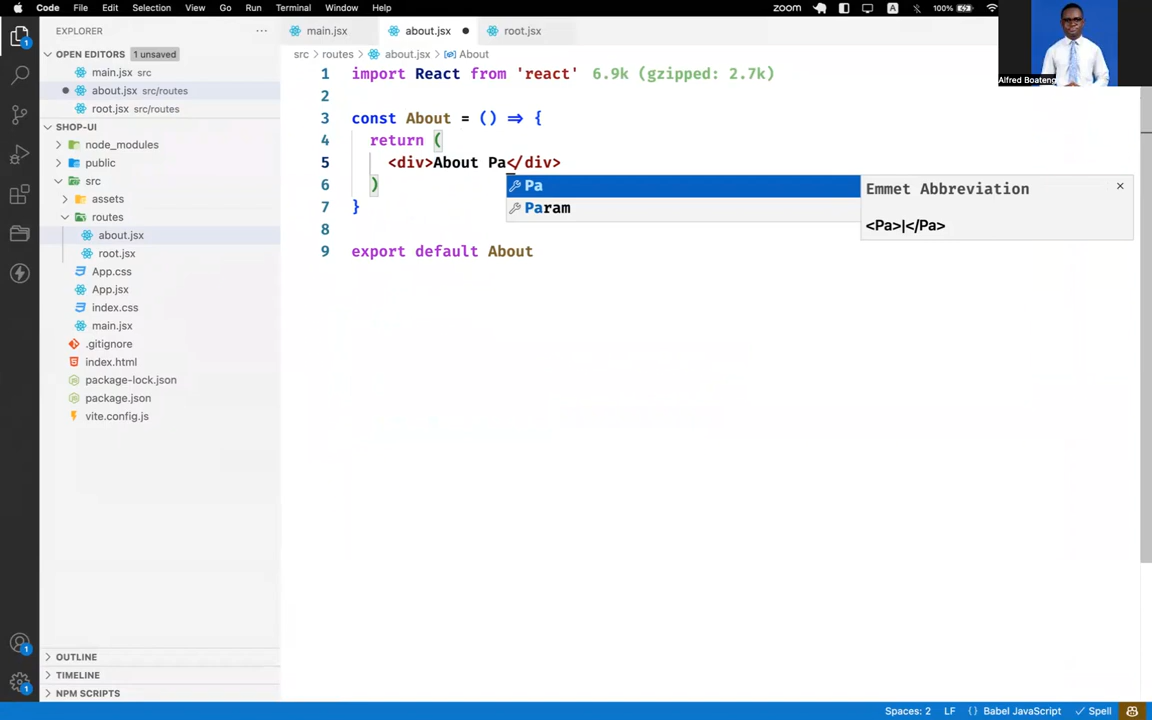 Code File Edit Selection View Go Run Terminal Window Help zoom A 100%
Alfred Boateng
EXPLORER
OPEN EDITORS 1 unsaved
main.jsx src
about.jsx src/routes
root.jsx src/routes
SHOP-UI
node_modules
public
src
assets
routes
about.jsx
root.jsx
App.css
App.jsx
index.css
main.jsx
.gitignore
index.html
package-lock.json
package.json
vite.config.js
OUTLINE
TIMELINE
NPM SCRIPTS
1
1
main.jsx about.jsx root.jsx
src > routes > about.jsx > About
1 import React from 'react' 6.9k (gzipped: 2.7k)
2
3 const About = () => {
4 return (
5 <div>About Pa</div>
6 )
7 }
8
9 export default About
Pa
Param
Emmet Abbreviation
<Pa>|</Pa>
Spaces: 2 LF {} Babel JavaScript ✓ Spell
1